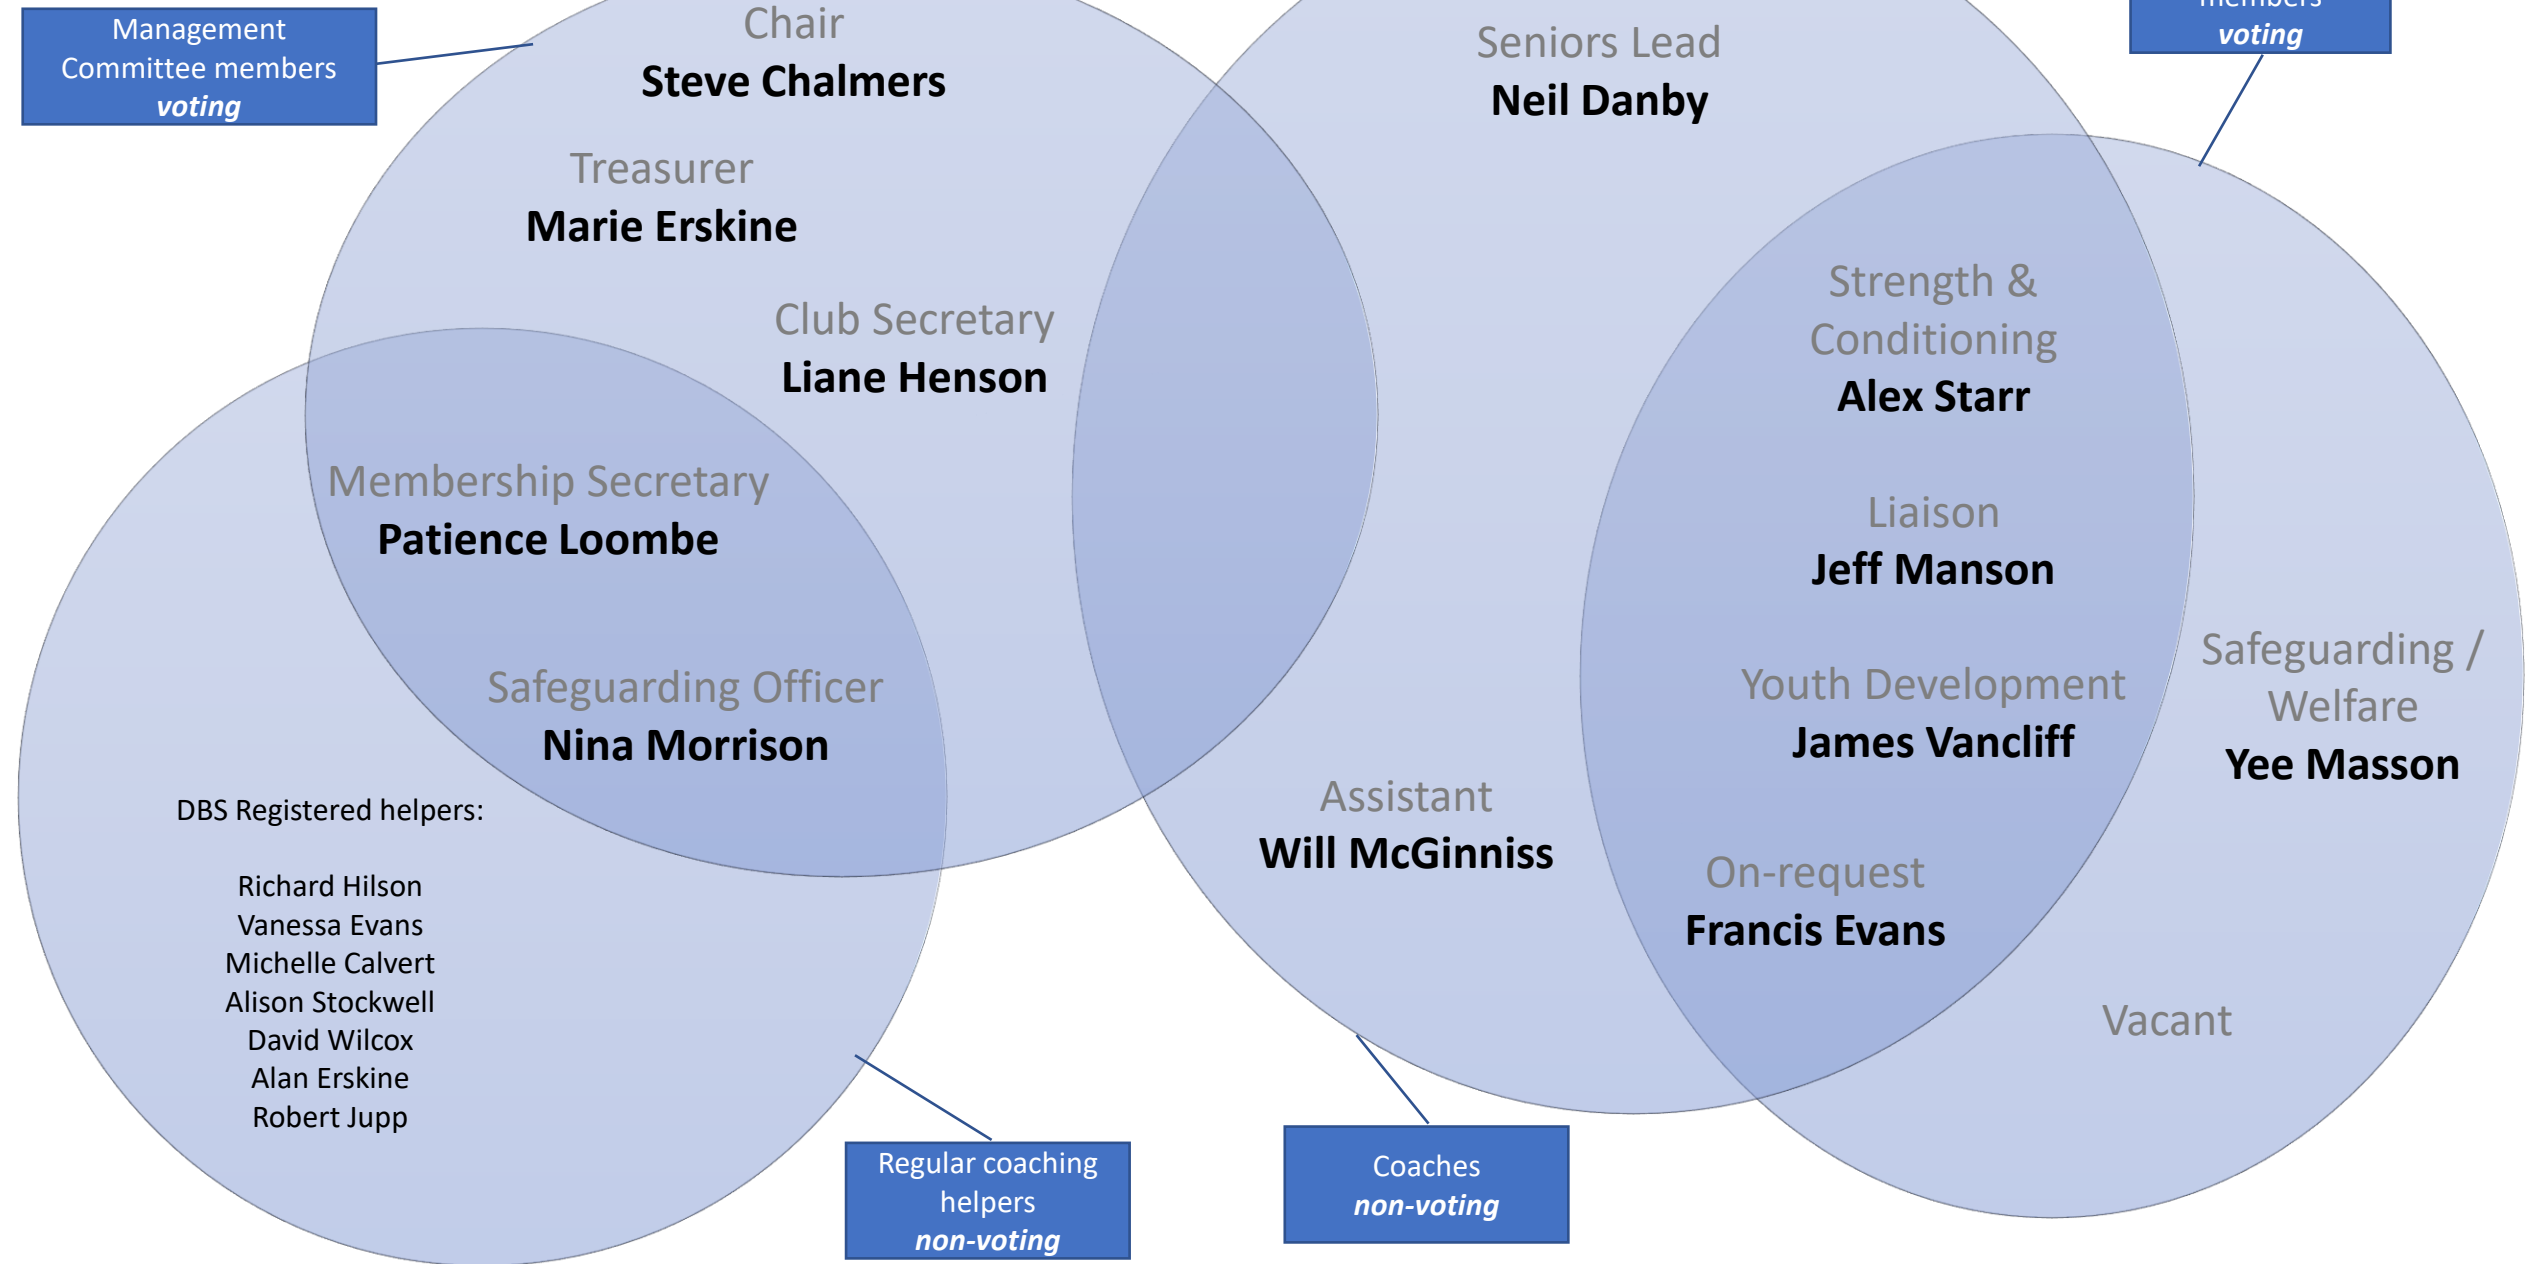 Management
Committee members
voting
Chair
Steve Chalmers
Treasurer
Marie Erskine
Club Secretary
Liane Henson
Membership Secretary
Patience Loombe
Safeguarding Officer
Nina Morrison
DBS Registered helpers:
Richard Hilson
Vanessa Evans
Michelle Calvert
Alison Stockwell
David Wilcox
Alan Erskine
Robert Jupp
Regular coaching
helpers
non-voting
Seniors Lead
Neil Danby
Assistant
Will McGinniss
Coaches
non-voting
members
voting
Strength &
Conditioning
Alex Starr
Liaison
Jeff Manson
Youth Development
James Vancliff
On-request
Francis Evans
Safeguarding /
Welfare
Yee Masson
Vacant